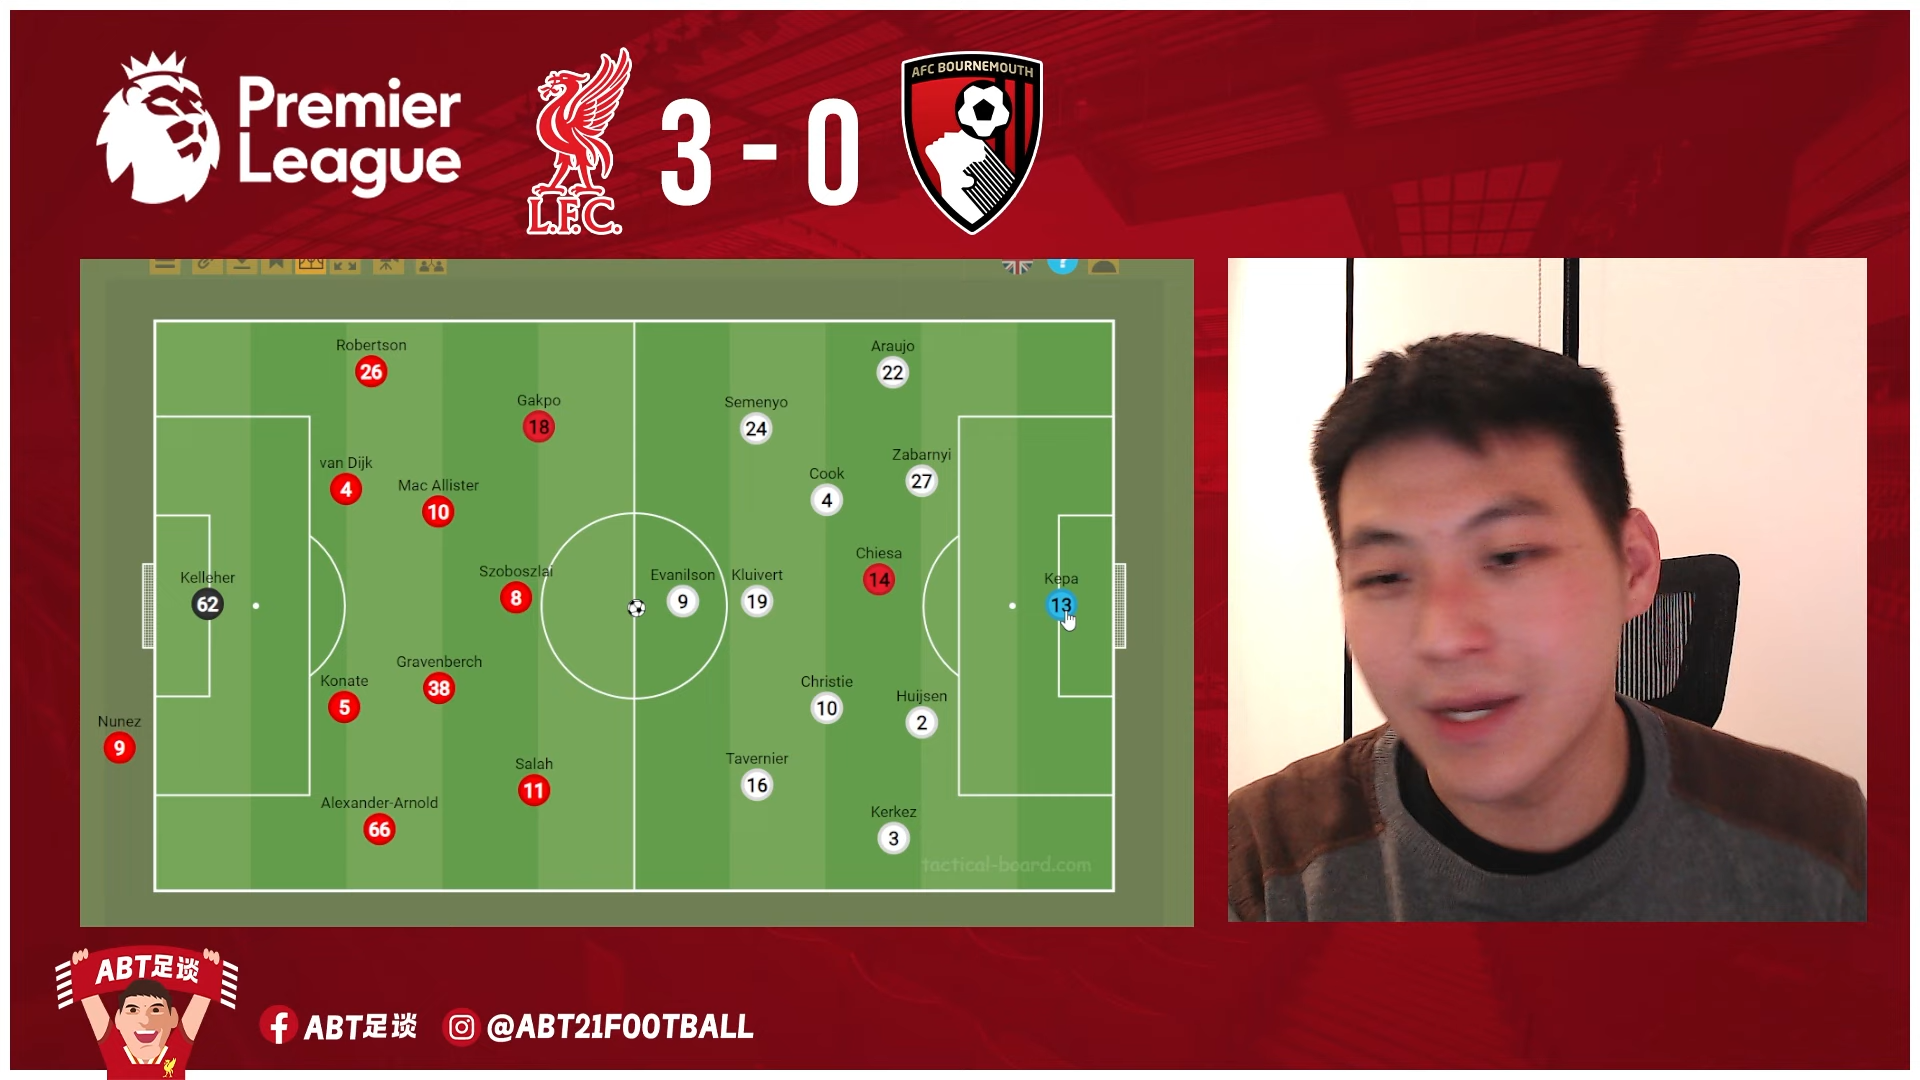 Premier
League
L.F.C.
3 - 0
AFC BOURNEMOUTH
?
Robertson
26
Araujo
22
Gakpo
18
Semenyo
24
van Dijk
4
Mac Allister
10
Cook
4
Zabarnyi
27
Chiesa
14
Kelleher
62
Szoboszlai
8
Evanilson
9
Kluivert
19
Kepa
13
Konate
5
Gravenberch
38
Christie
10
Huijsen
2
Nunez
9
Salah
11
Tavernier
16
Alexander-Arnold
66
Kerkez
3
tactical-board.com
ABT足谈
ABT足谈
@ABT21FOOTBALL